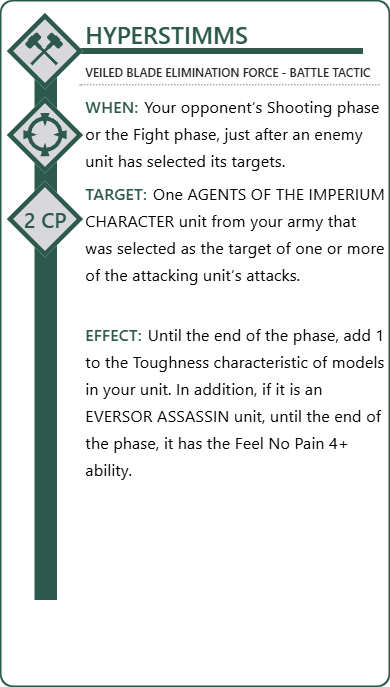 HYPERSTIMMS
VEILED BLADE ELIMINATION FORCE - BATTLE TACTIC
WHEN: Your opponent's Shooting phase
or the Fight phase, just after an enemy
unit has selected its targets.
TARGET: One AGENTS OF THE IMPERIUM
2 CP
CHARACTER unit from your army that
was selected as the target of one or more
of the attacking unit's attacks.
EFFECT: Until the end of the phase, add 1
to the Toughness characteristic of models
in your unit. In addition, if it is an
EVERSOR ASSASSIN unit, until the end of
the phase, it has the Feel No Pain 4+
ability.